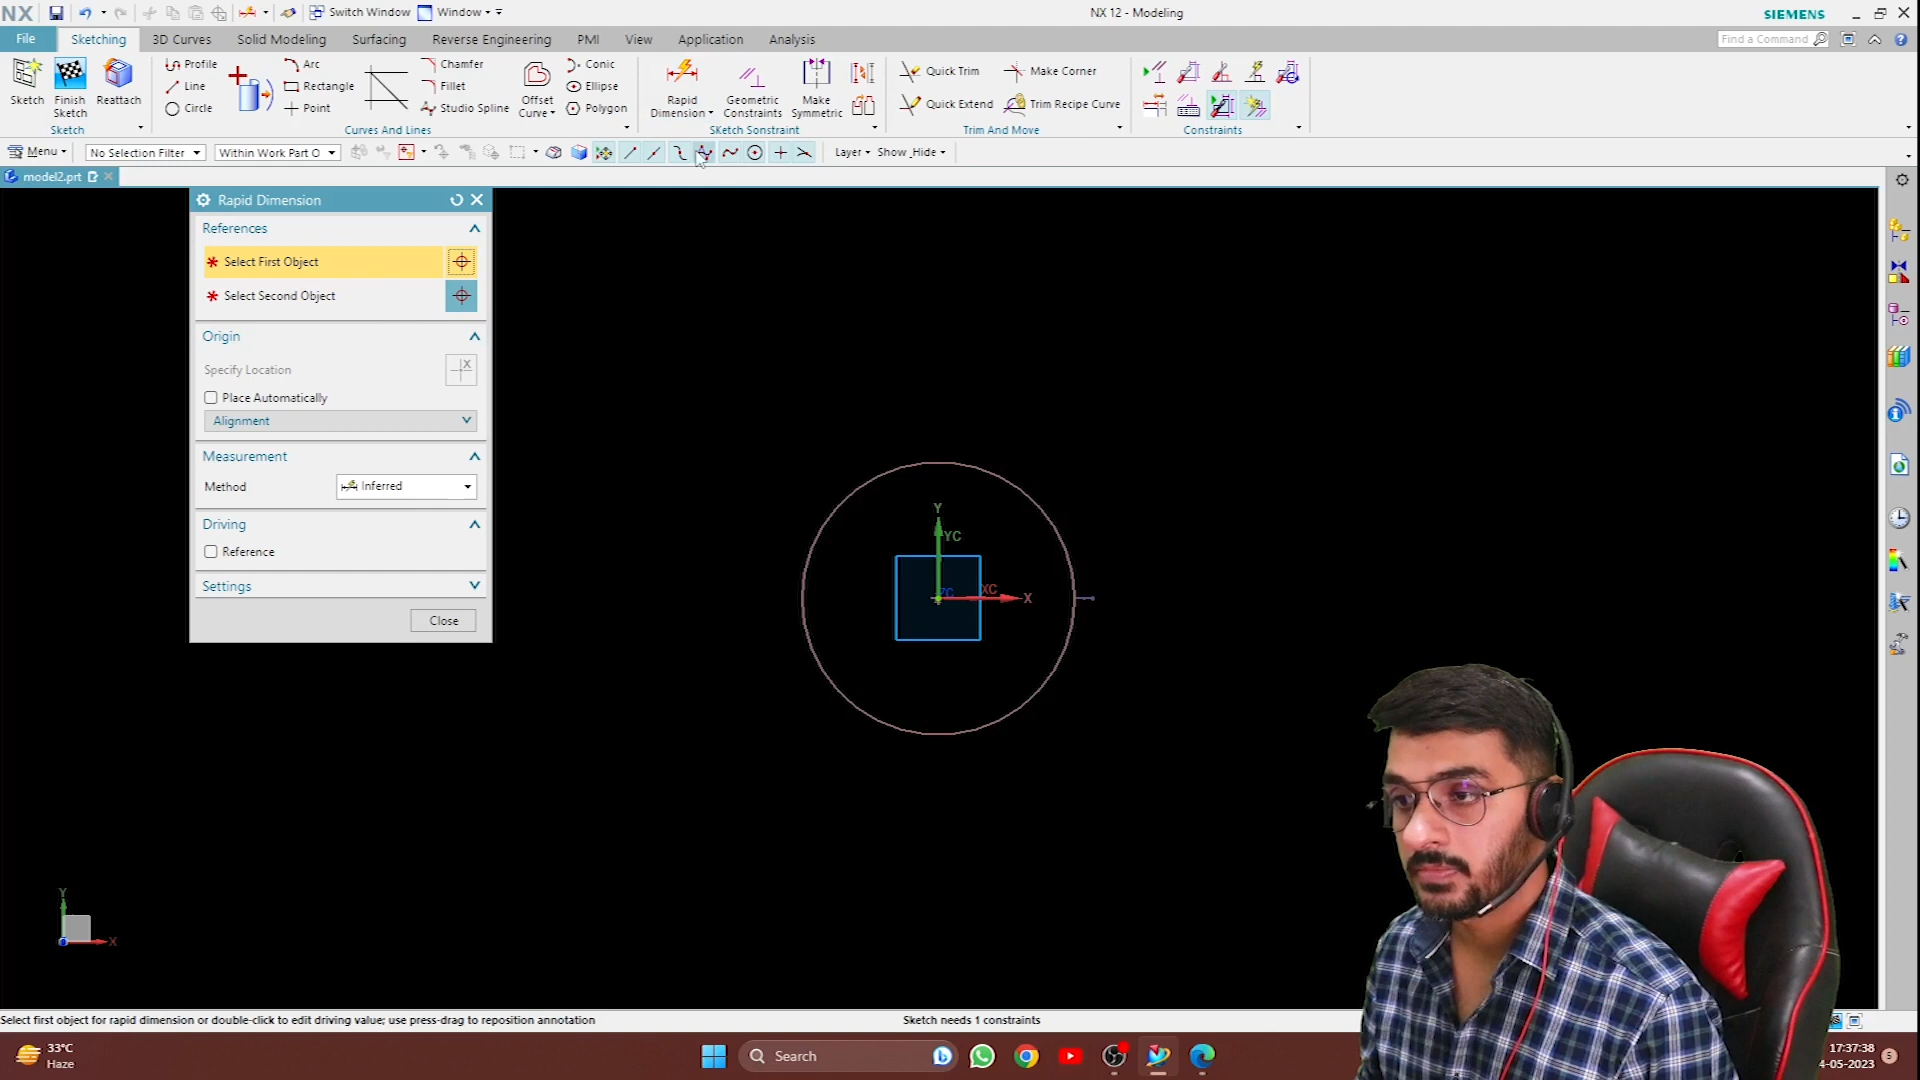 NX
Switch Window
Window
NX 12 - Modeling
SIEMENS
File
Sketching
3D Curves
Solid Modeling
Surfacing
Reverse Engineering
PMI
View
Application
Analysis
Find a Command
Sketch
Finish Sketch
Reattach
Sketch
Profile
Line
Circle
Arc
Rectangle
Point
Chamfer
Fillet
Studio Spline
Offset Curve
Conic
Ellipse
Polygon
Curves And Lines
Rapid Dimension
Geometric Constraints
Make Symmetric
Sketch Constraint
Quick Trim
Make Corner
Quick Extend
Trim Recipe Curve
Trim And Move
Constraints
Menu
No Selection Filter
Within Work Part O
Layer
Show_Hide
model2.prt
Rapid Dimension
References
* Select First Object
* Select Second Object
Origin
Specify Location
Place Automatically
Alignment
Measurement
Method
Inferred
Driving
Reference
Settings
Close
Y
YC
ZC
XC
X
Y
X
Select first object for rapid dimension or double-click to edit driving value; use press-drag to reposition annotation
Sketch needs 1 constraints
33°C
Haze
Search
17:37:38
4-05-2023
5